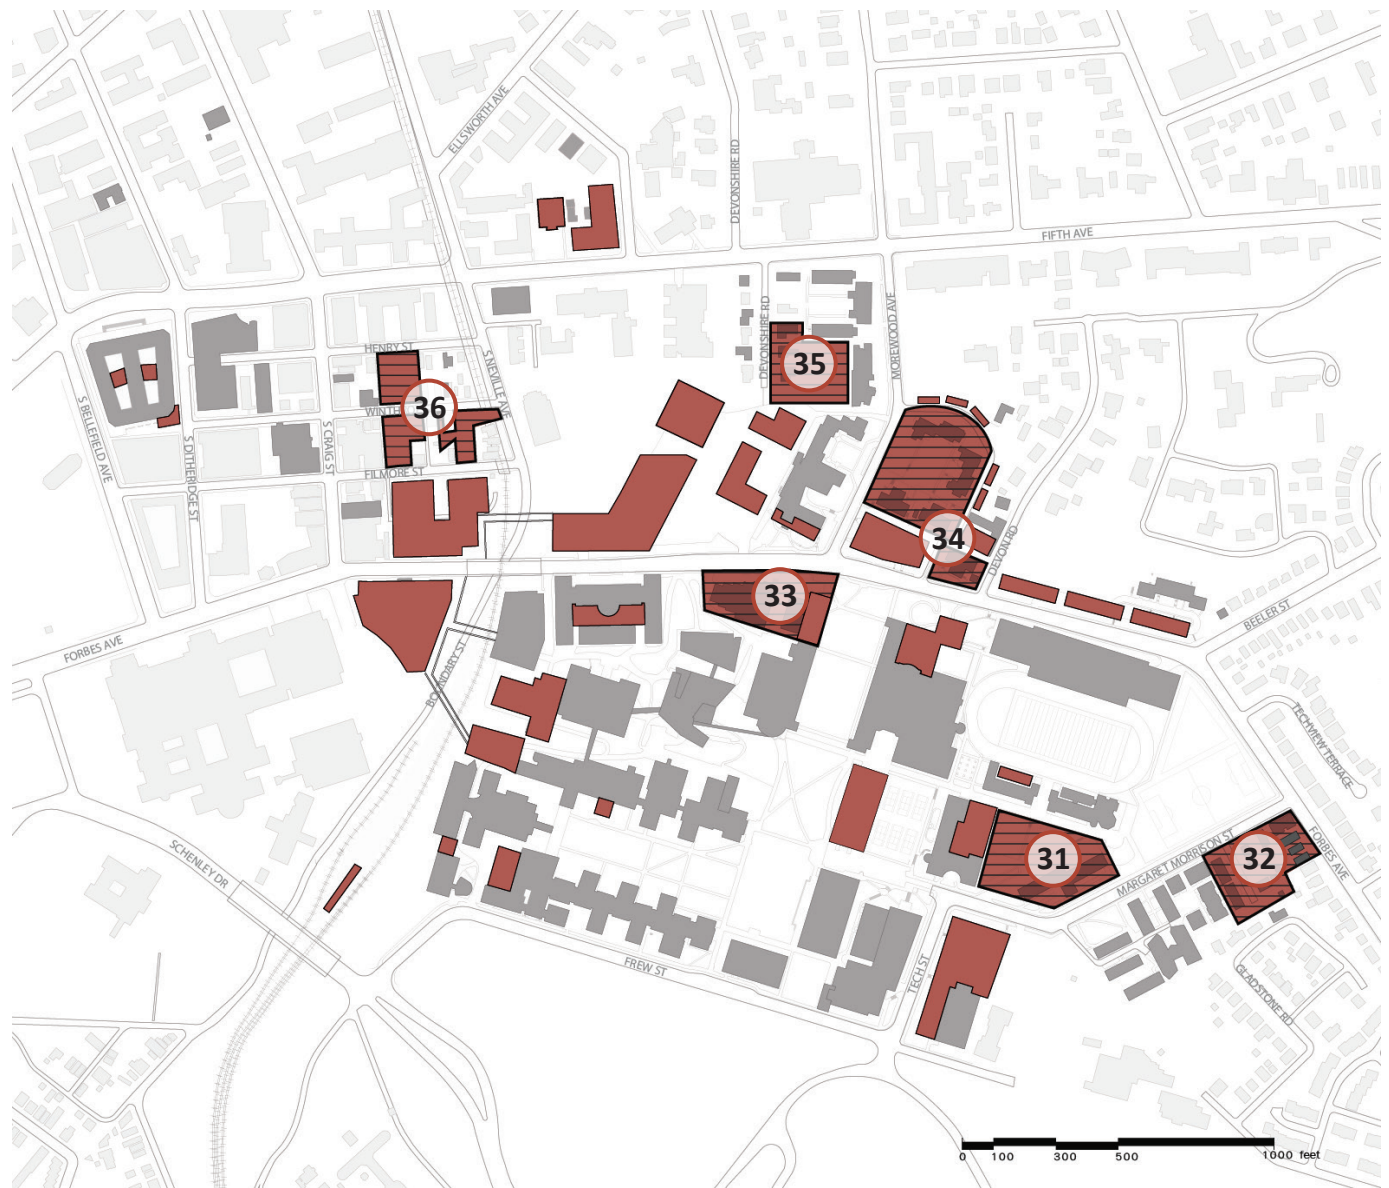 ELLSWORTH AVE
DEVONSHIRE RD
FIFTH AVE
HENRY ST
S NEVILLE AVE
DEVONSHIRE RD
MOREWOOD AVE
35
36
WINTE
S BELLEFIELD AVE
S DITHERIDGE ST
S CRAIG ST
FILMORE ST
34
DEVON RD
33
BEELER ST
FORBES AVE
BOUNDARY ST
TECHVIEW TERRACE
31
32
MARGARET MORRISON ST
FORBES AVE
SCHENLEY DR
FREW ST
TECH ST
GLADSTONE RD
0 100 300 500 1000 feet